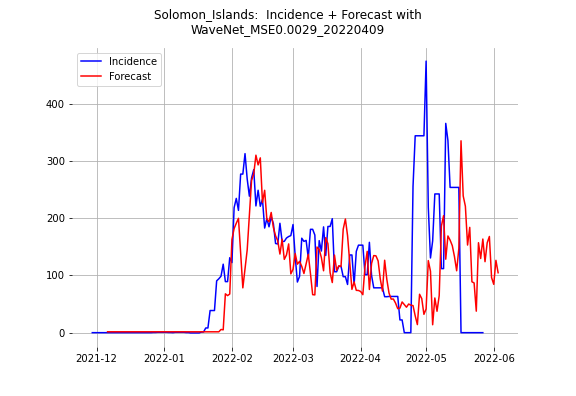 Solomon_Islands:  Incidence + Forecast with
WaveNet_MSE0.0029_20220409
Incidence
Forecast
400
300
200
100
0
2021-12 2022-01 2022-02 2022-03 2022-04 2022-05 2022-06